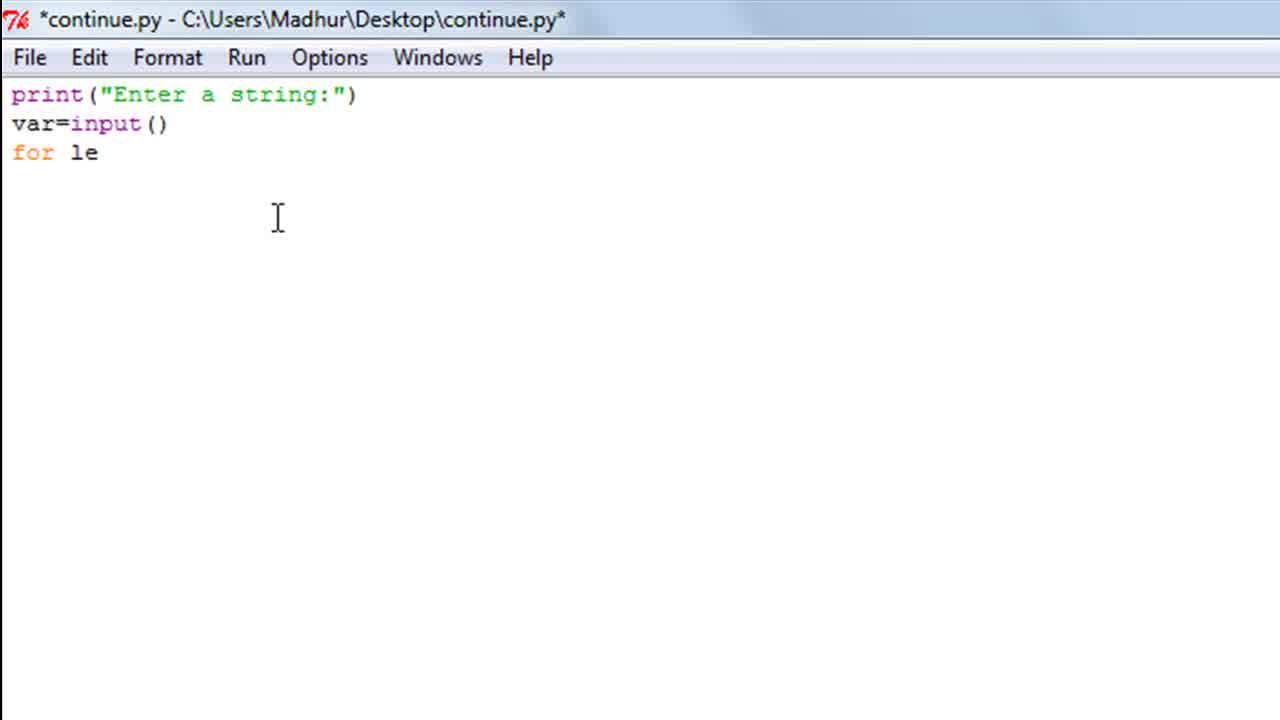 *continue.py - C:\Users\Madhur\Desktop\continue.py*
File Edit Format Run Options Windows Help
print("Enter a string:")
var=input()
for le